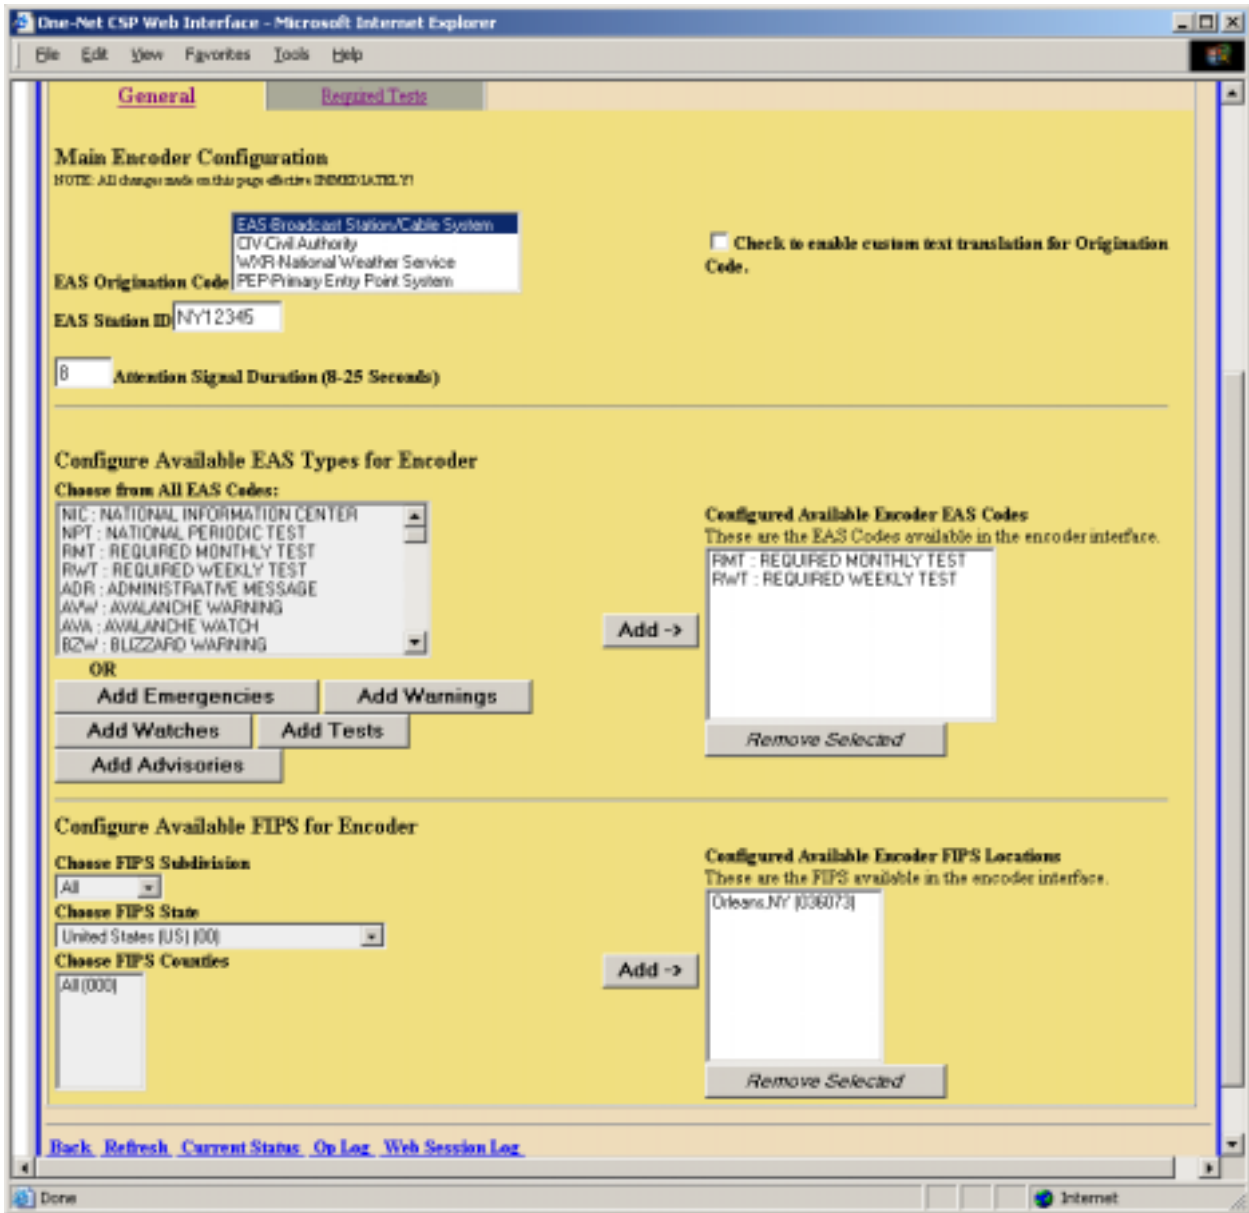 One-Net CSP Web Interface - Microsoft Internet Explorer
File Edit View Favorites Tools Help
General Required Tests
Main Encoder Configuration
NOTE: All changes made on this page effective IMMEDIATELY!
EAS-Broadcast Station/Cable System
CIV-Civil Authority
WXR-National Weather Service
EAS Origination Code PEP-Primary Entry Point System
Check to enable custom text translation for Origination
Code.
EAS Station ID NY12345
8 Attention Signal Duration (8-25 Seconds)
Configure Available EAS Types for Encoder
Choose from All EAS Codes:
NIC : NATIONAL INFORMATION CENTER
NPT : NATIONAL PERIODIC TEST
RMT : REQUIRED MONTHLY TEST
RWT : REQUIRED WEEKLY TEST
ADR : ADMINISTRATIVE MESSAGE
AVW : AVALANCHE WARNING
AVA : AVALANCHE WATCH
BZW : BLIZZARD WARNING
OR
Add Emergencies Add Warnings
Add Watches Add Tests
Add Advisories
Add ->
Configured Available Encoder EAS Codes
These are the EAS Codes available in the encoder interface.
RMT : REQUIRED MONTHLY TEST
RWT : REQUIRED WEEKLY TEST
Remove Selected
Configure Available FIPS for Encoder
Choose FIPS Subdivision
All
Choose FIPS State
United States (US) (00)
Choose FIPS Counties
All (000)
Add ->
Configured Available Encoder FIPS Locations
These are the FIPS available in the encoder interface.
Orleans,NY (036073)
Remove Selected
Back Refresh Current Status Op Log Web Session Log
Done Internet